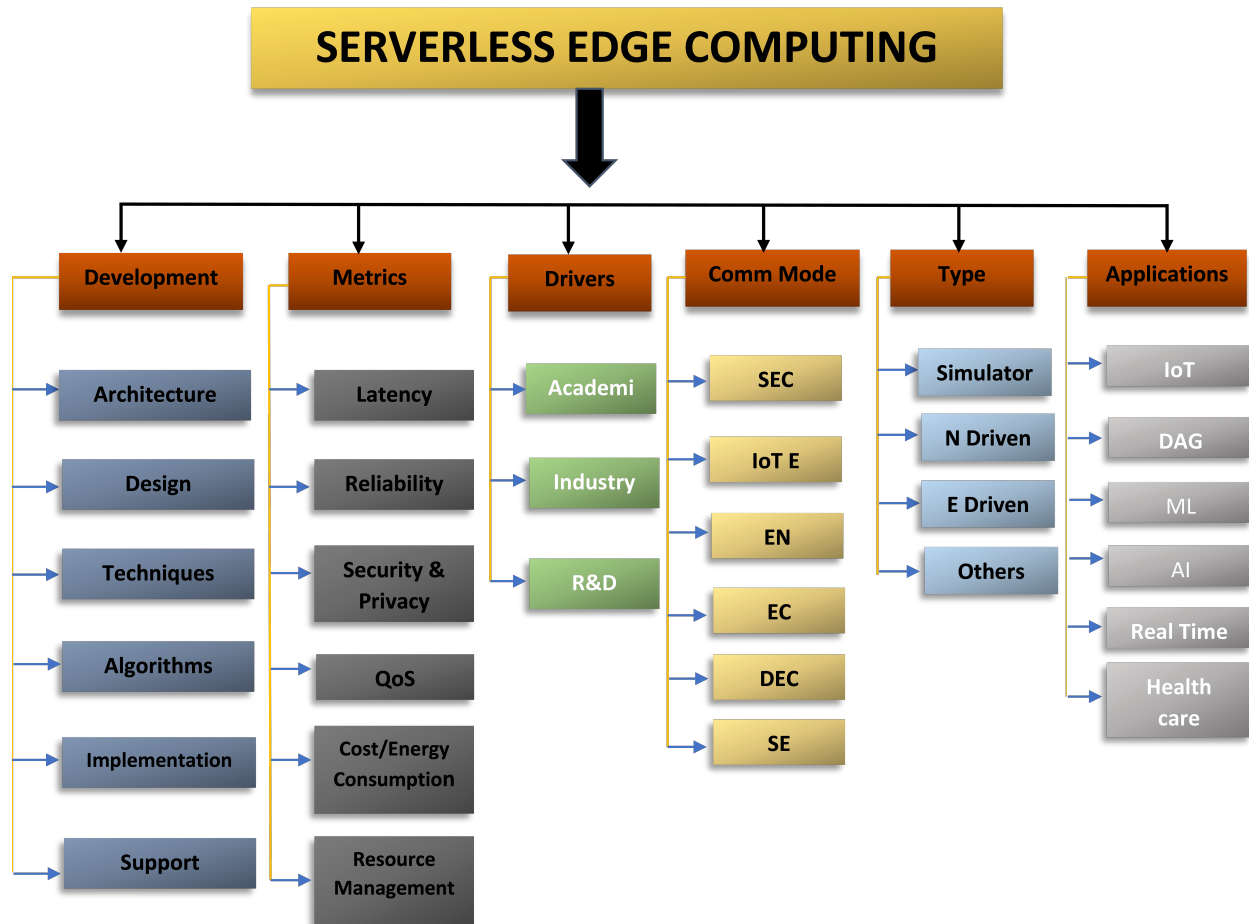 SERVERLESS EDGE COMPUTING
Development
Metrics
Drivers
Comm Mode
Type
Applications
Architecture
Design
Techniques
Algorithms
Implementation
Support
Latency
Reliability
Security &
Privacy
QoS
Cost/Energy
Consumption
Resource
Management
Academi
Industry
R&D
SEC
IoT E
EN
EC
DEC
SE
Simulator
N Driven
E Driven
Others
IoT
DAG
ML
AI
Real Time
Health
care